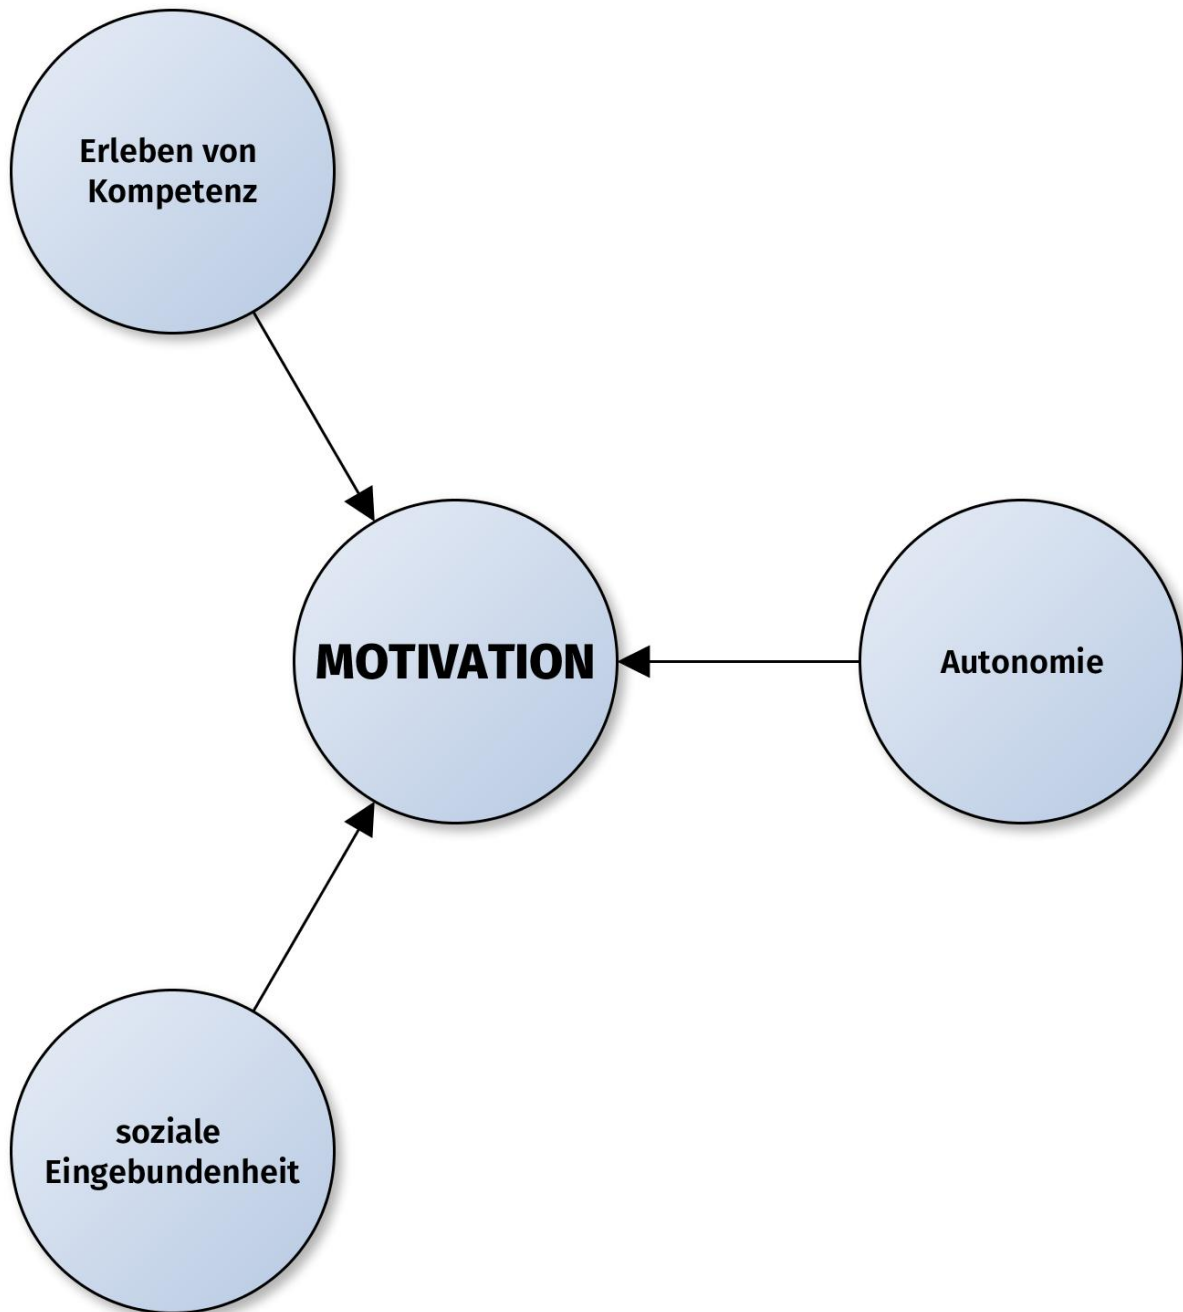 Erleben von
Kompetenz
MOTIVATION
Autonomie
soziale
Eingebundenheit